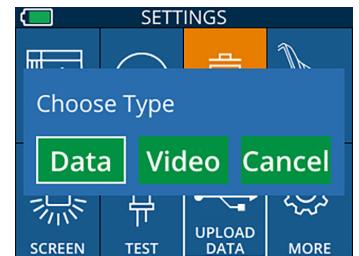 SETTINGS
Choose Type
Data Video Cancel
SCREEN TEST UPLOAD DATA MORE